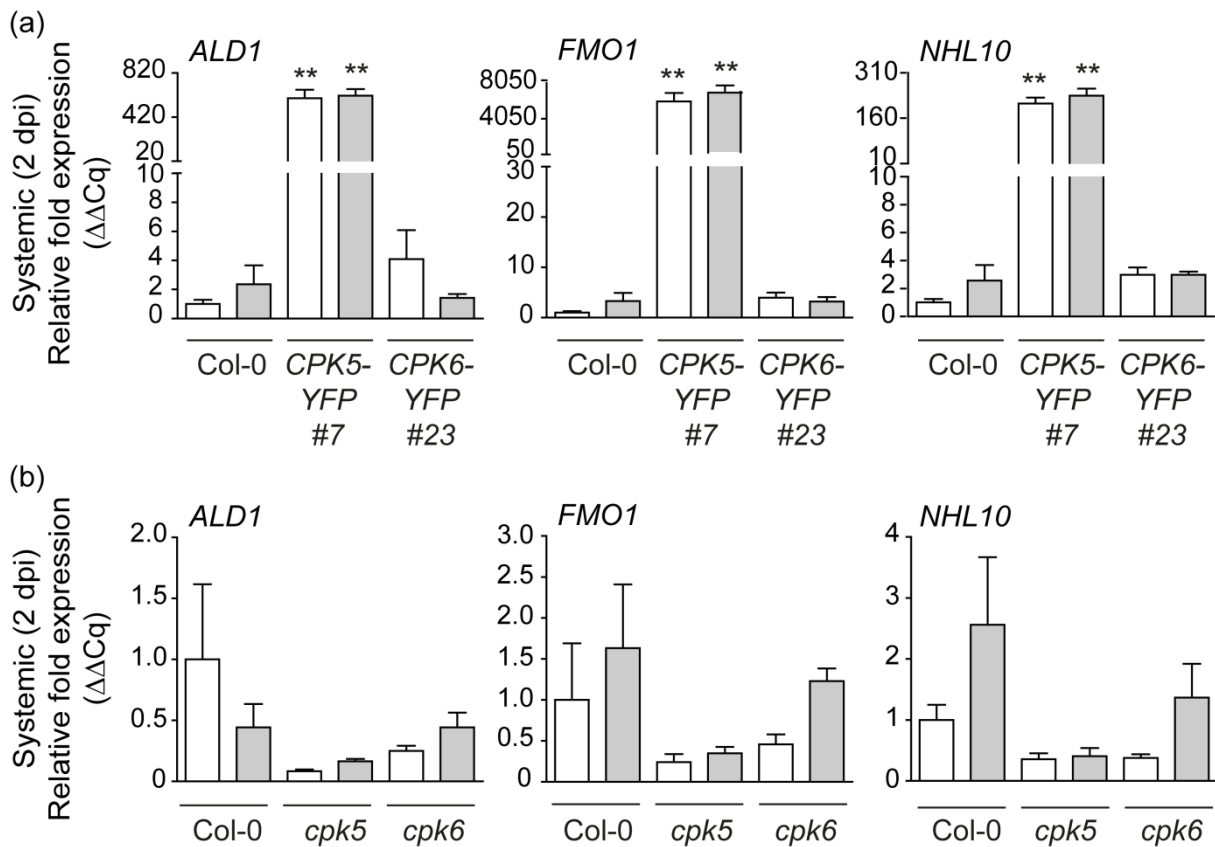 (a)
Systemic (2 dpi)
Relative fold expression
(ΔΔCq)
ALD1
820
420
20
10
8
6
4
2
0
** **
Col-0
CPK5-
YFP
#7
CPK6-
YFP
#23
FMO1
8050
4050
50
30
20
10
0
** **
Col-0
CPK5-
YFP
#7
CPK6-
YFP
#23
NHL10
310
160
10
10
8
6
4
2
0
** **
Col-0
CPK5-
YFP
#7
CPK6-
YFP
#23
(b)
Systemic (2 dpi)
Relative fold expression
(ΔΔCq)
ALD1
2.0
1.5
1.0
0.5
0
Col-0 cpk5 cpk6
FMO1
3.0
2.5
2.0
1.5
1.0
0.5
0
Col-0 cpk5 cpk6
NHL10
4
3
2
1
0
Col-0 cpk5 cpk6